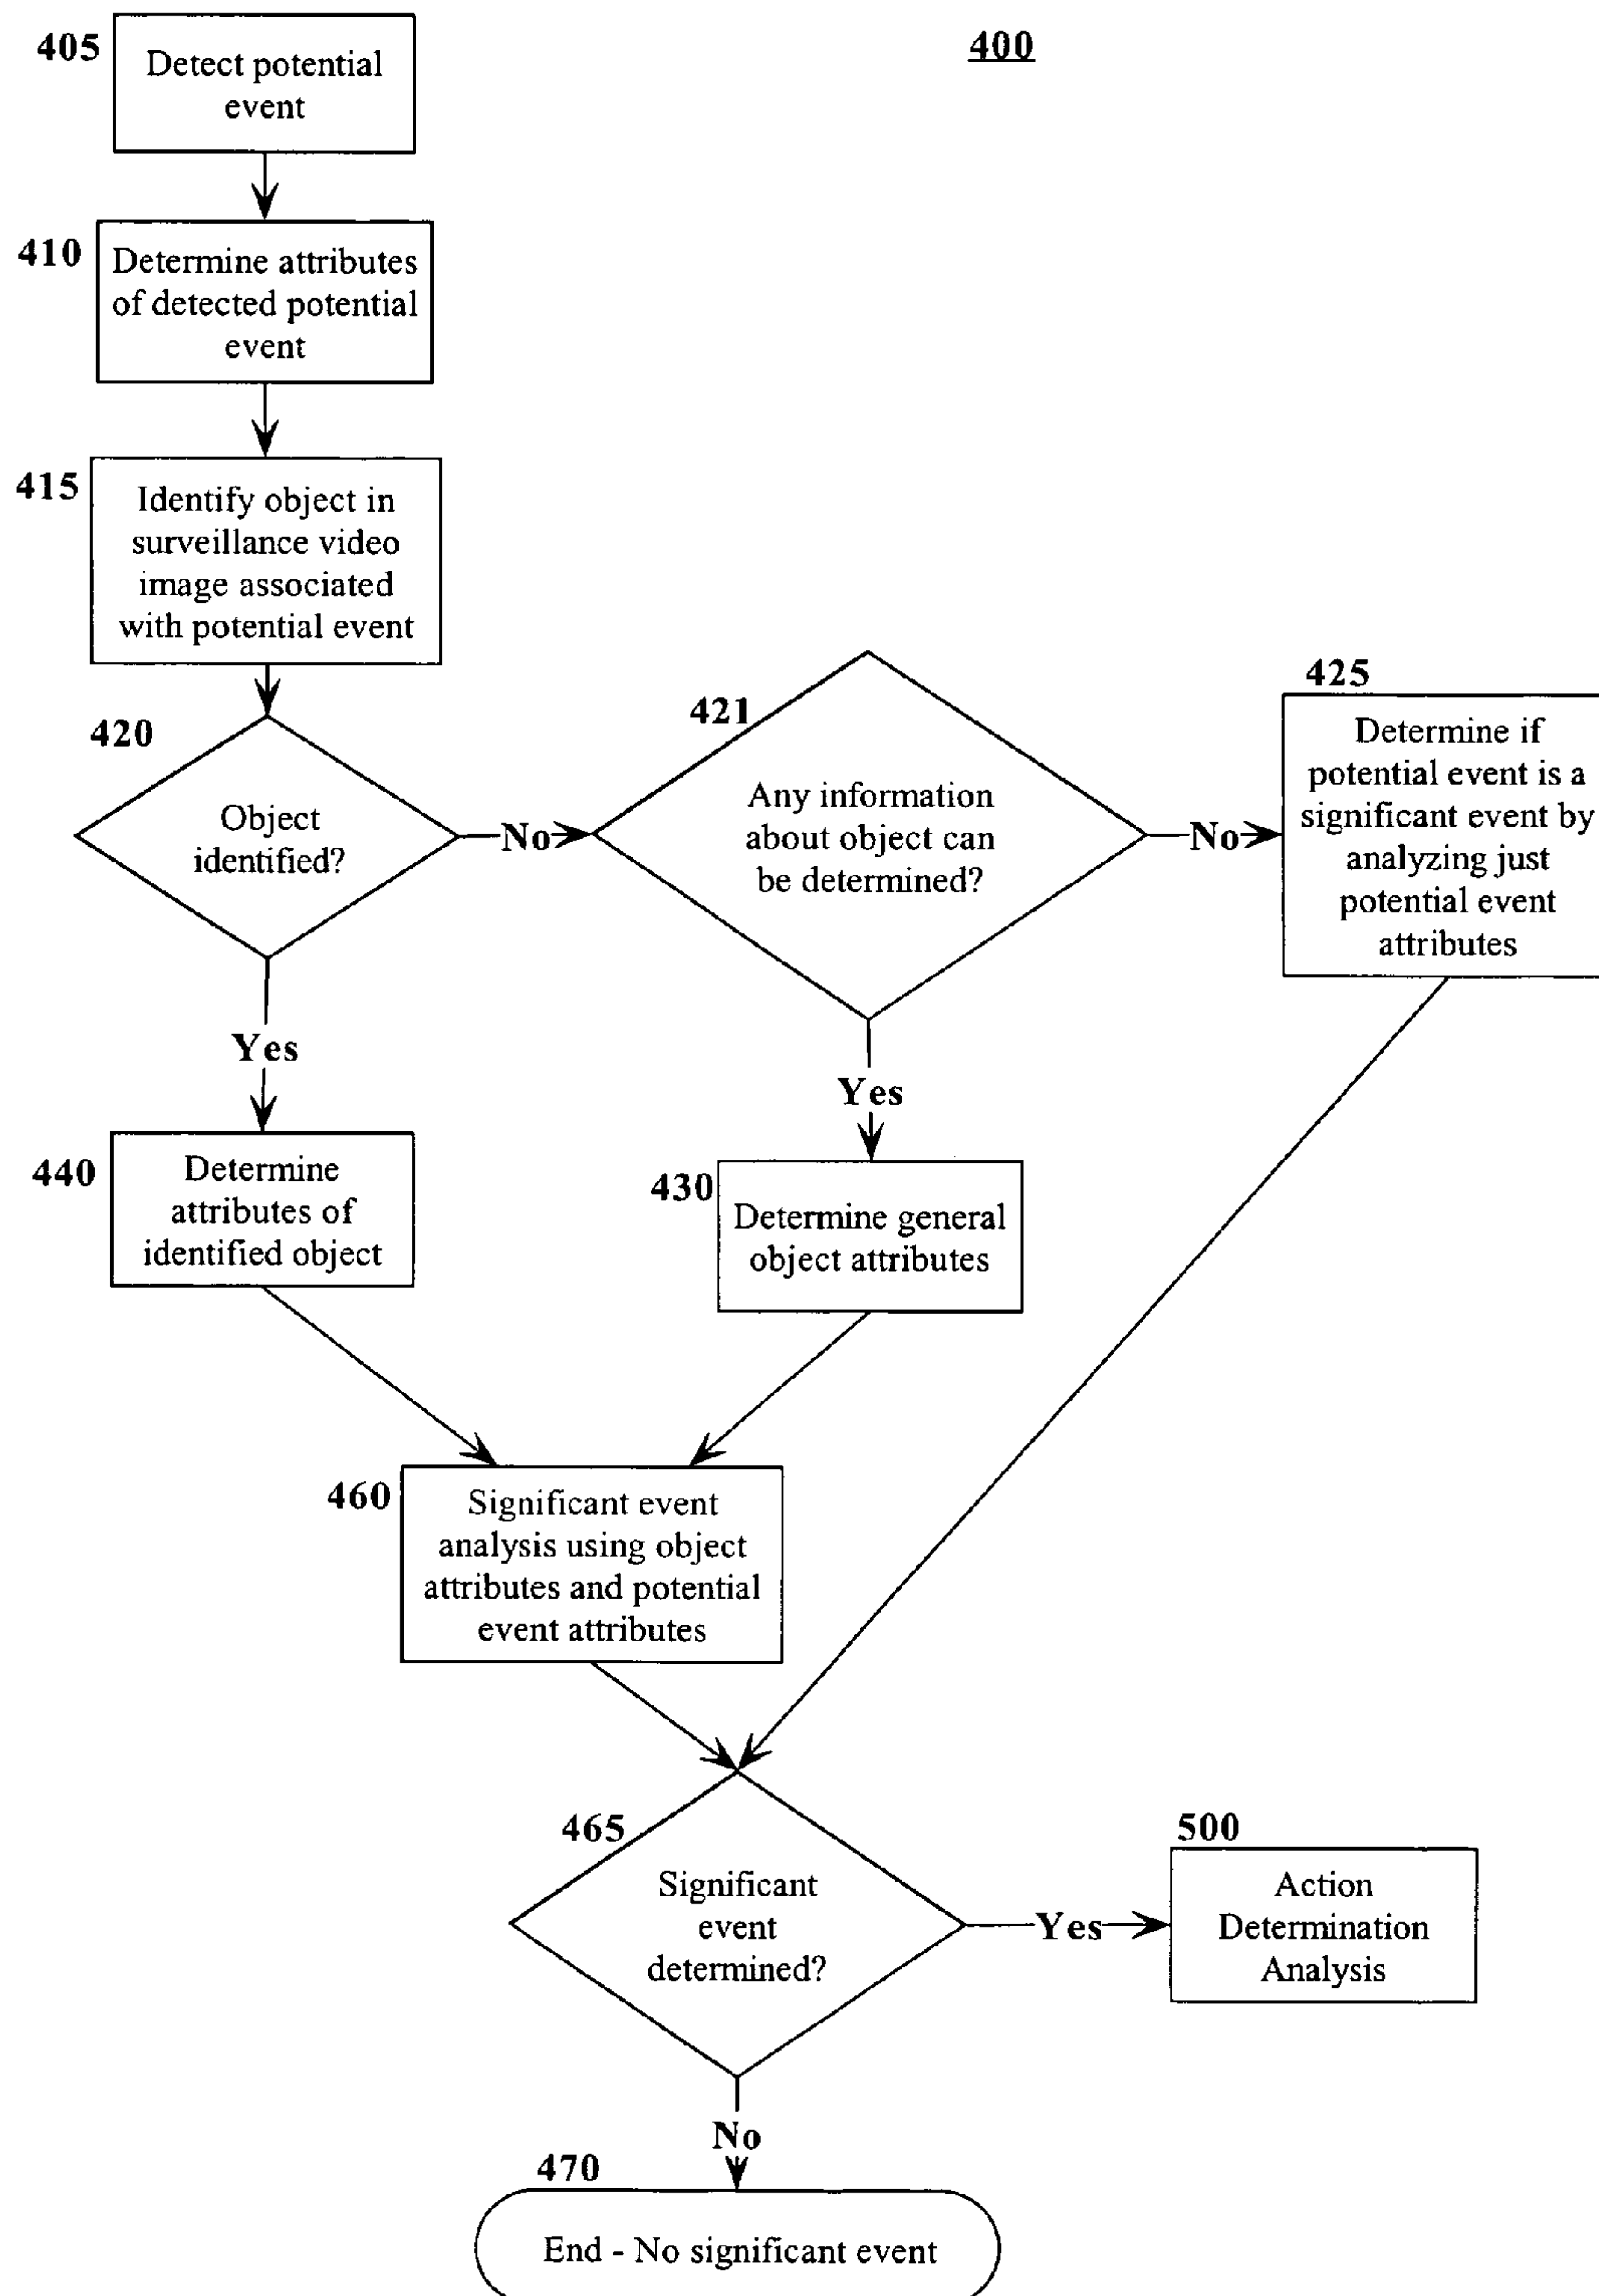 405
Detect potential
event
400
410
Determine attributes
of detected potential
event
415
Identify object in
surveillance video
image associated
with potential event
420
Object
identified?
No
421
Any information
about object can
be determined?
No
425
Determine if
potential event is a
significant event by
analyzing just
potential event
attributes
Yes
Yes
440
Determine
attributes of
identified object
430
Determine general
object attributes
460
Significant event
analysis using object
attributes and potential
event attributes
465
Significant
event
determined?
Yes
500
Action
Determination
Analysis
No
470
End - No significant event